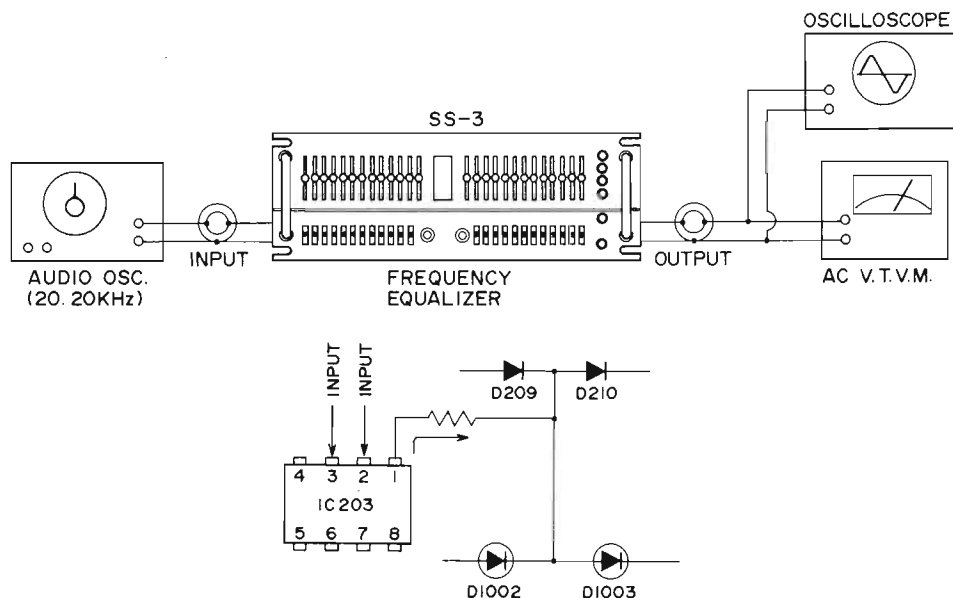 OSCILLOSCOPE
SS-3
INPUT
OUTPUT
AUDIO OSC.
(20.20KHz)
FREQUENCY
EQUALIZER
AC V.T.V.M.
INPUT
INPUT
D209
D210
4 3 2 1
IC203
5 6 7 8
D1002
D1003